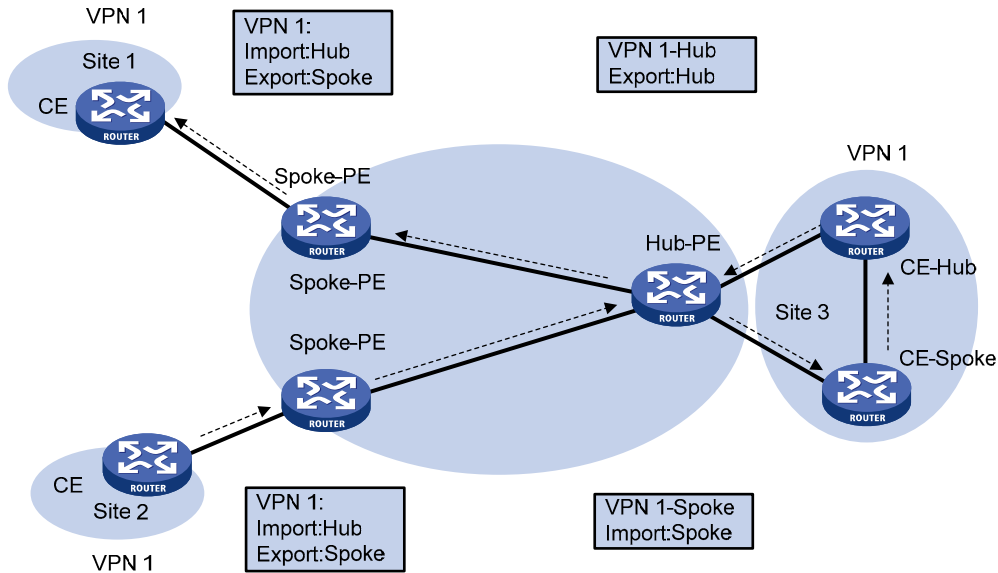 VPN 1
Site 1
CE
ROUTER
VPN 1:
Import:Hub
Export:Spoke
VPN 1-Hub
Export:Hub
Spoke-PE
ROUTER
Spoke-PE
Hub-PE
ROUTER
VPN 1
ROUTER
CE-Hub
Site 3
CE-Spoke
ROUTER
Spoke-PE
ROUTER
CE
ROUTER
Site 2
VPN 1
VPN 1:
Import:Hub
Export:Spoke
VPN 1-Spoke
Import:Spoke